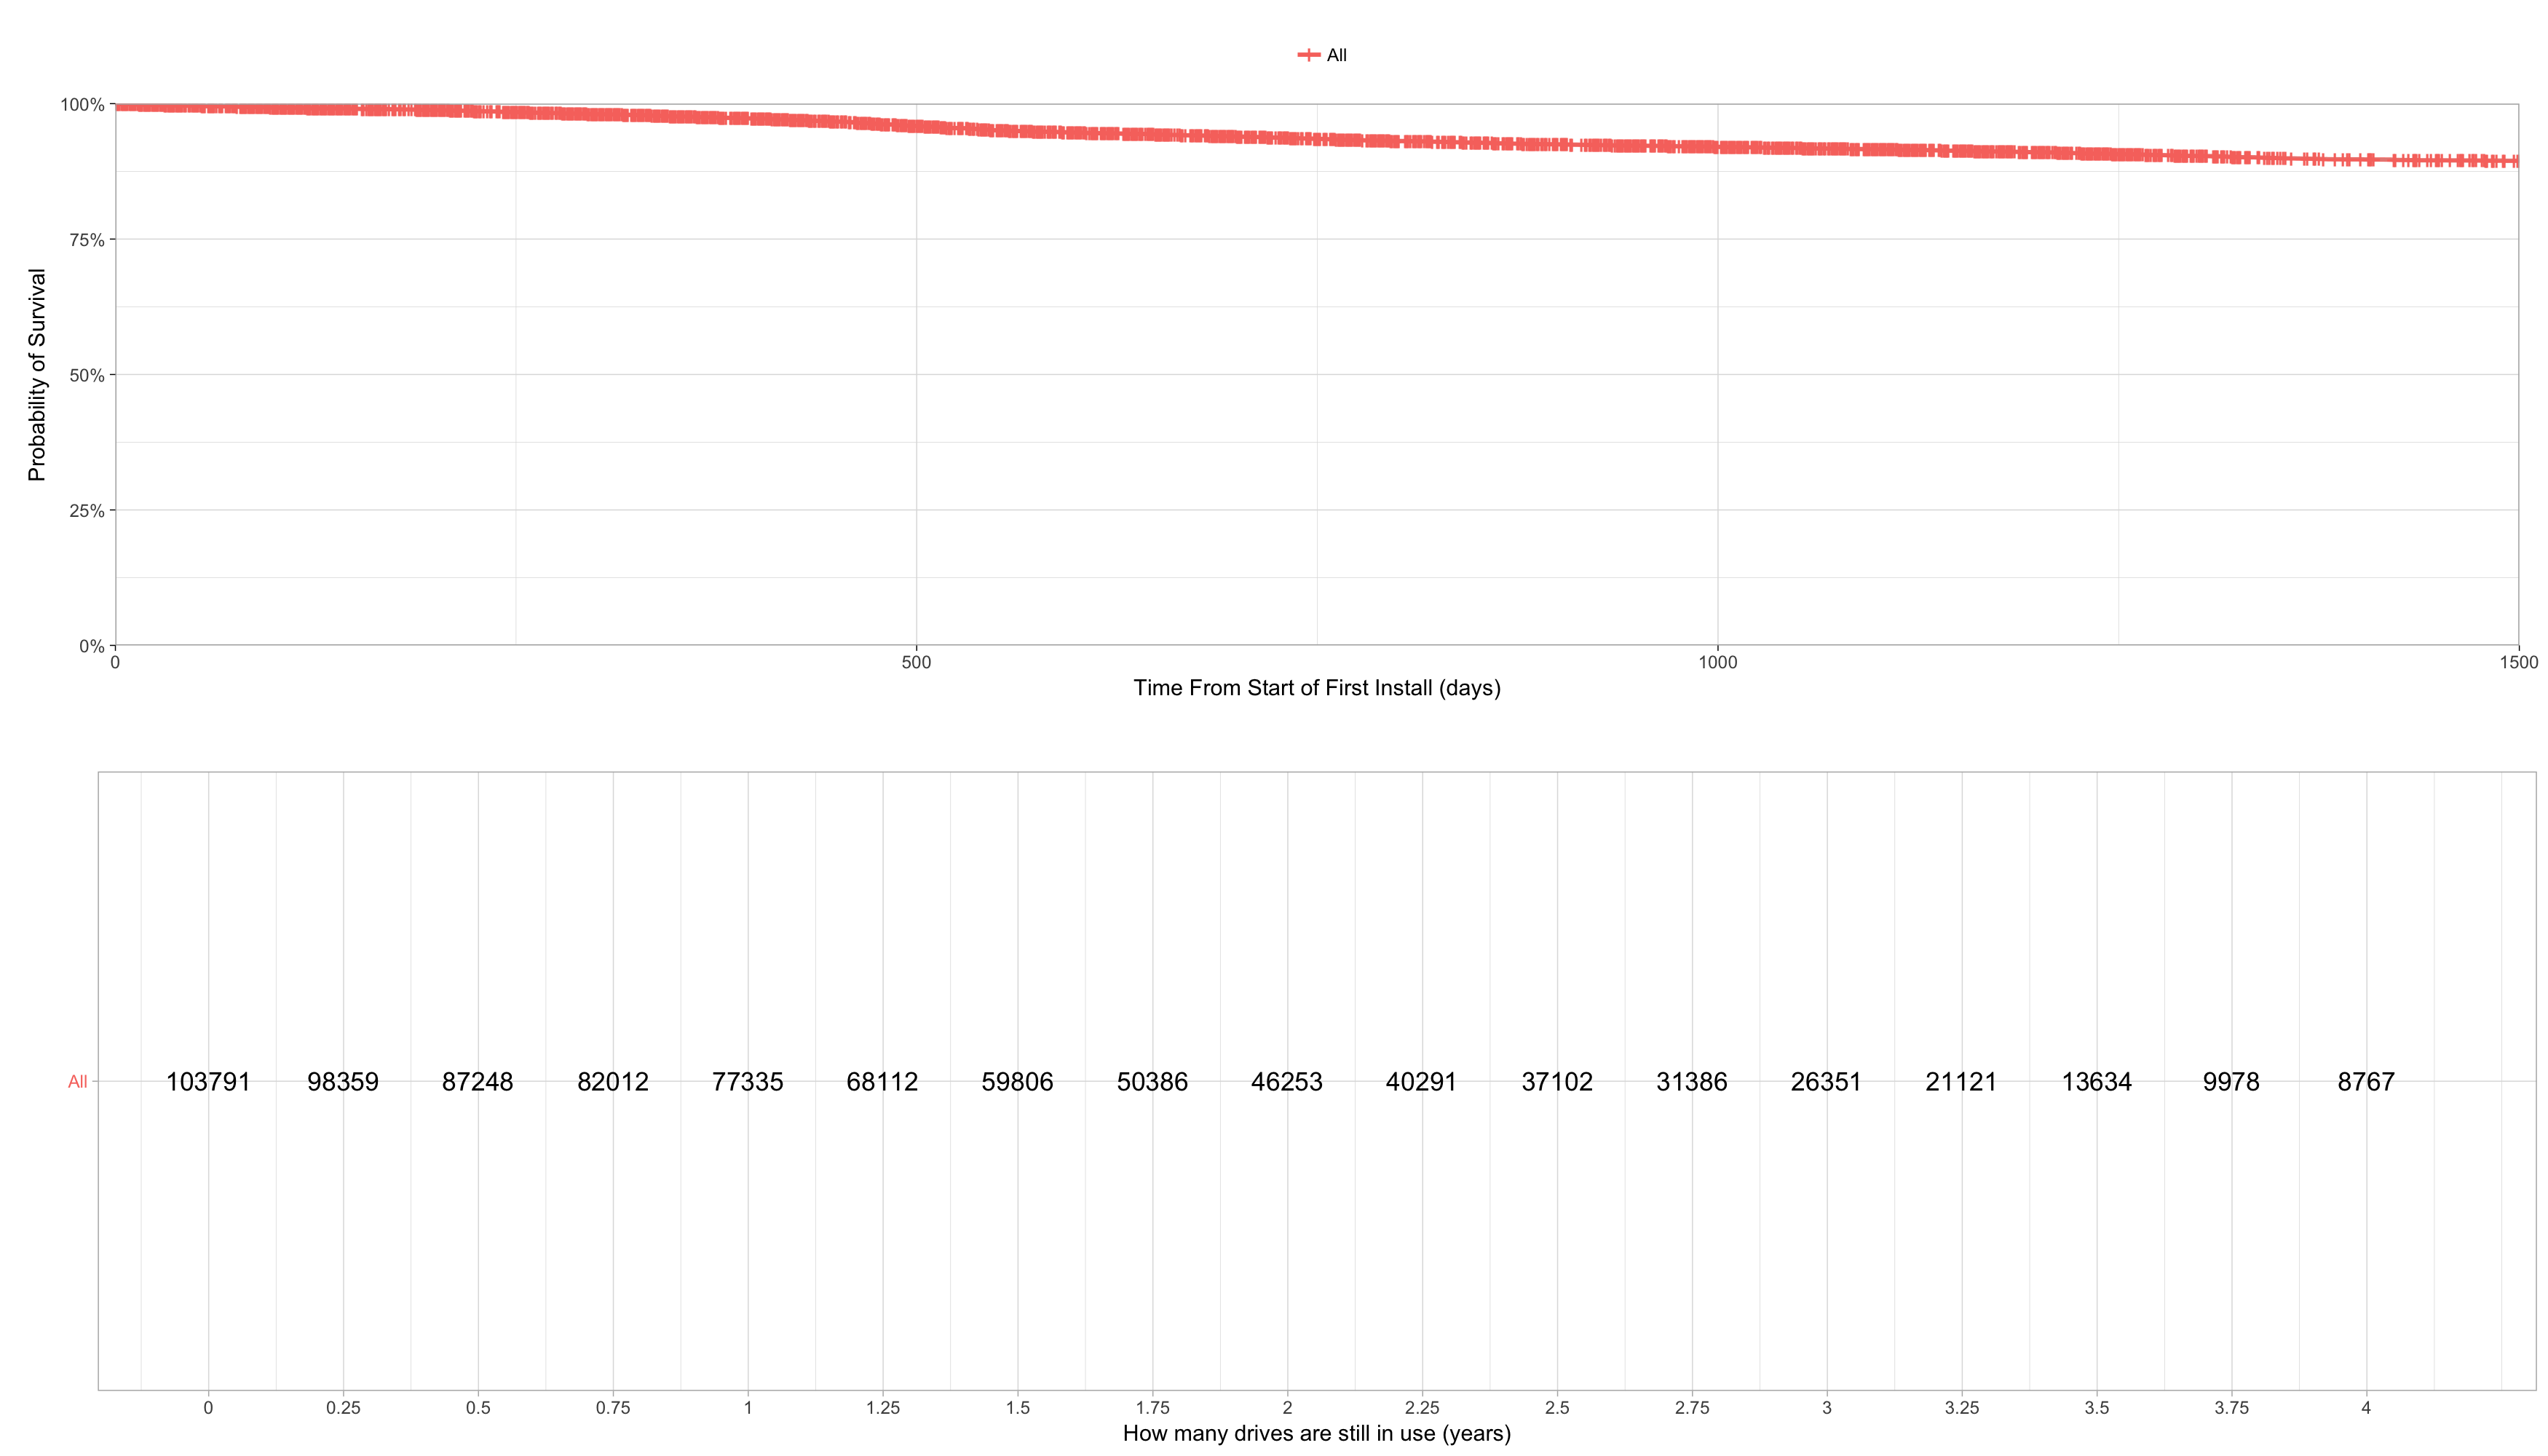 All
100%
75%
50%
25%
0%
Probability of Survival
0 500 1000 1500
Time From Start of First Install (days)
All 103791 98359 87248 82012 77335 68112 59806 50386 46253 40291 37102 31386 26351 21121 13634 9978 8767
0 0.25 0.5 0.75 1 1.25 1.5 1.75 2 2.25 2.5 2.75 3 3.25 3.5 3.75 4
How many drives are still in use (years)